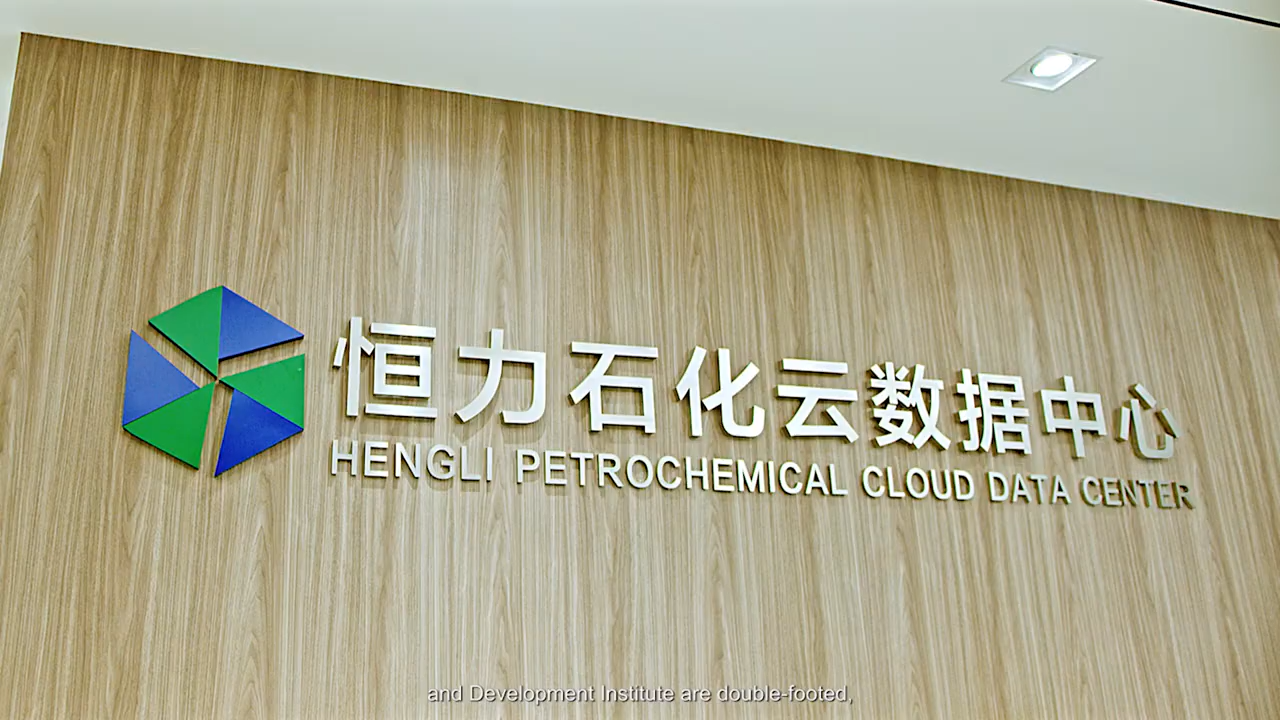 恒力石化云数据中心
HENGLI PETROCHEMICAL CLOUD DATA CENTER
and Development Institute are double-footed,